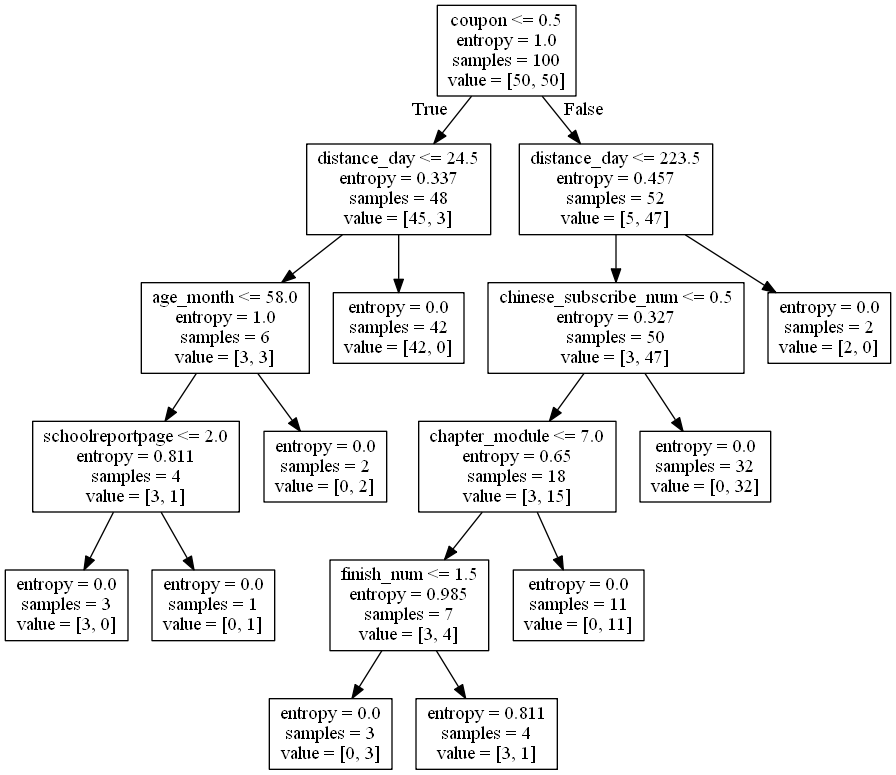 coupon <= 0.5
entropy = 1.0
samples = 100
value = [50, 50]
True
False
distance_day <= 24.5
entropy = 0.337
samples = 48
value = [45, 3]
distance_day <= 223.5
entropy = 0.457
samples = 52
value = [5, 47]
age_month <= 58.0
entropy = 1.0
samples = 6
value = [3, 3]
entropy = 0.0
samples = 42
value = [42, 0]
chinese_subscribe_num <= 0.5
entropy = 0.327
samples = 50
value = [3, 47]
entropy = 0.0
samples = 2
value = [2, 0]
schoolreportpage <= 2.0
entropy = 0.811
samples = 4
value = [3, 1]
entropy = 0.0
samples = 2
value = [0, 2]
chapter_module <= 7.0
entropy = 0.65
samples = 18
value = [3, 15]
entropy = 0.0
samples = 32
value = [0, 32]
entropy = 0.0
samples = 3
value = [3, 0]
entropy = 0.0
samples = 1
value = [0, 1]
finish_num <= 1.5
entropy = 0.985
samples = 7
value = [3, 4]
entropy = 0.0
samples = 11
value = [0, 11]
entropy = 0.0
samples = 3
value = [0, 3]
entropy = 0.811
samples = 4
value = [3, 1]